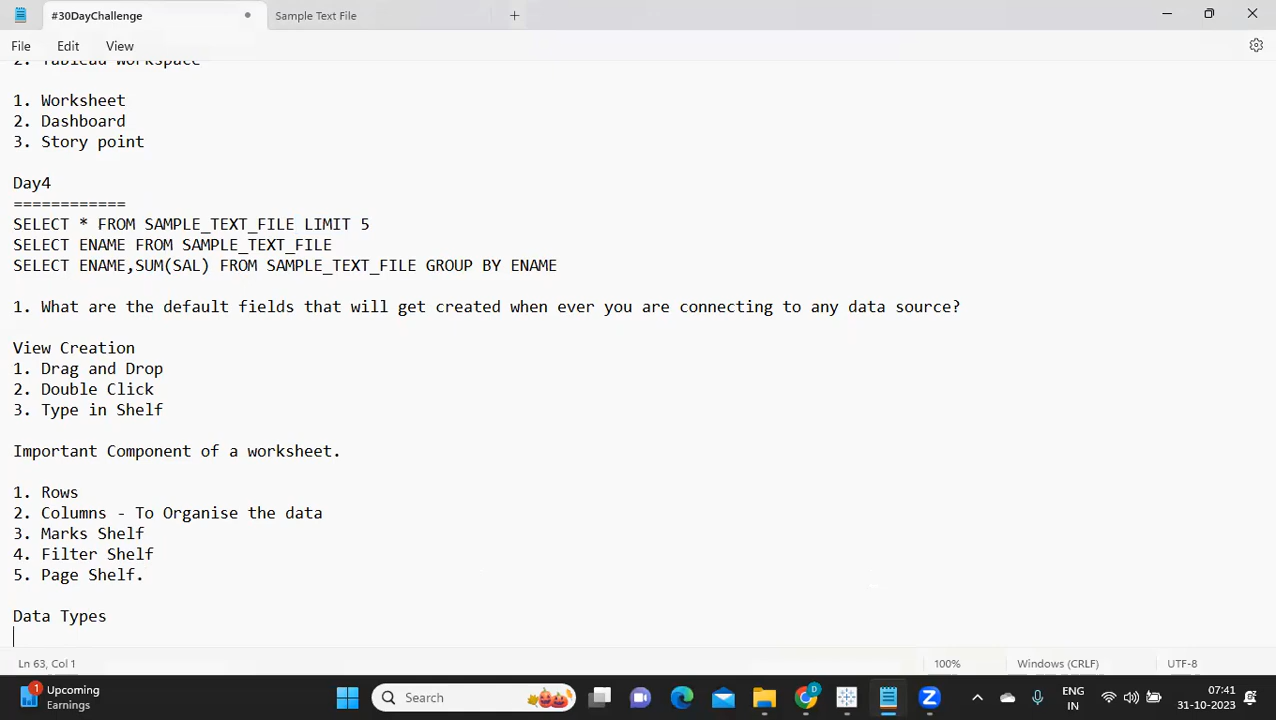 #30DayChallenge
Sample Text File
File Edit View
2. Tableau Workspace
1. Worksheet
2. Dashboard
3. Story point
Day4
============
SELECT * FROM SAMPLE_TEXT_FILE LIMIT 5
SELECT ENAME FROM SAMPLE_TEXT_FILE
SELECT ENAME,SUM(SAL) FROM SAMPLE_TEXT_FILE GROUP BY ENAME
1. What are the default fields that will get created when ever you are connecting to any data source?
View Creation
1. Drag and Drop
2. Double Click
3. Type in Shelf
Important Component of a worksheet.
1. Rows
2. Columns - To Organise the data
3. Marks Shelf
4. Filter Shelf
5. Page Shelf.
Data Types
Ln 63, Col 1
100%
Windows (CRLF)
UTF-8
1
Upcoming
Earnings
Search
D
ENG
IN
07:41
31-10-2023